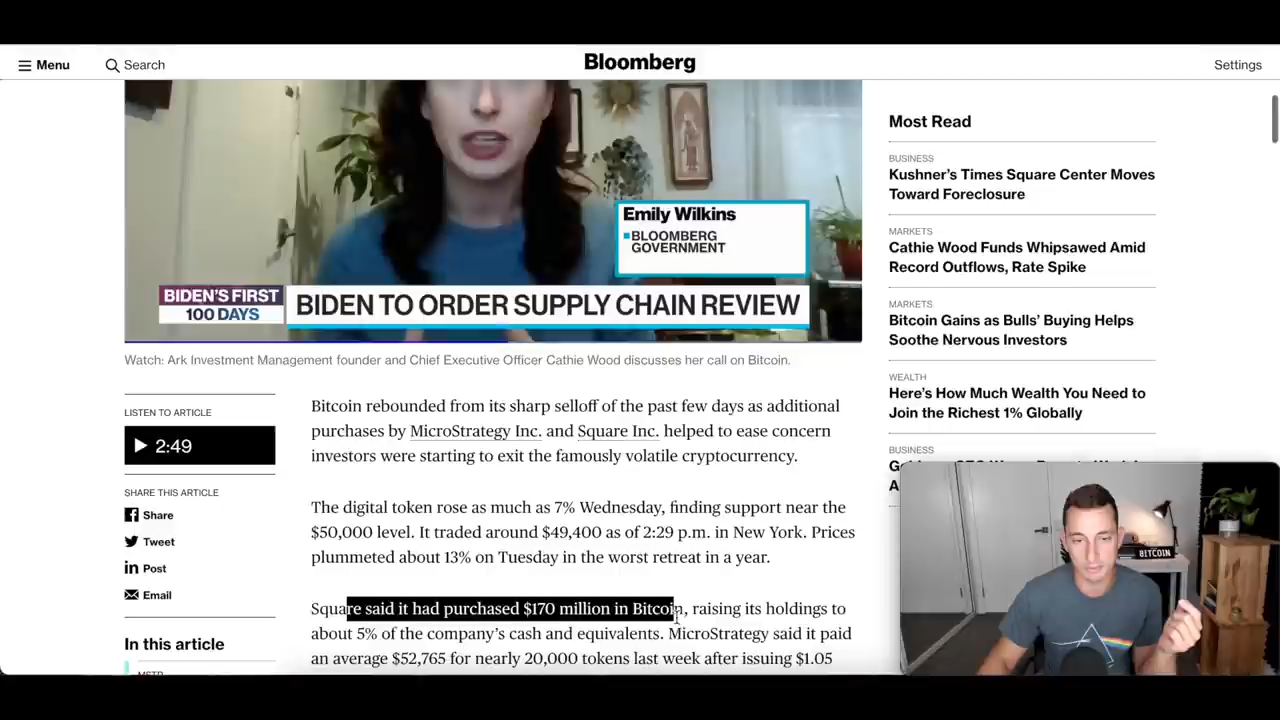 Menu
Search
Bloomberg
Settings
Emily Wilkins
BLOOMBERG
GOVERNMENT
BIDEN'S FIRST
100 DAYS
BIDEN TO ORDER SUPPLY CHAIN REVIEW
Watch: Ark Investment Management founder and Chief Executive Officer Cathie Wood discusses her call on Bitcoin.
LISTEN TO ARTICLE
2:49
SHARE THIS ARTICLE
Share
Tweet
Post
Email
In this article
MSTR
Bitcoin rebounded from its sharp selloff of the past few days as additional
purchases by MicroStrategy Inc. and Square Inc. helped to ease concern
investors were starting to exit the famously volatile cryptocurrency.
The digital token rose as much as 7% Wednesday, finding support near the
$50,000 level. It traded around $49,400 as of 2:29 p.m. in New York. Prices
plummeted about 13% on Tuesday in the worst retreat in a year.
Square said it had purchased $170 million in Bitcoin, raising its holdings to
about 5% of the company's cash and equivalents. MicroStrategy said it paid
an average $52,765 for nearly 20,000 tokens last week after issuing $1.05
Most Read
BUSINESS
Kushner's Times Square Center Moves
Toward Foreclosure
MARKETS
Cathie Wood Funds Whipsawed Amid
Record Outflows, Rate Spike
MARKETS
Bitcoin Gains as Bulls' Buying Helps
Soothe Nervous Investors
WEALTH
Here's How Much Wealth You Need to
Join the Richest 1% Globally
BUSINESS
BITCOIN